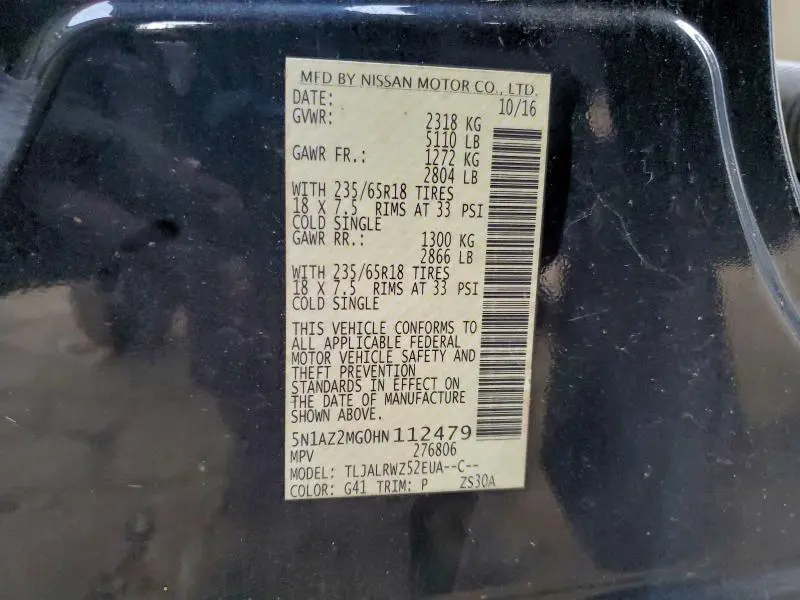 MFD BY NISSAN MOTOR CO., LTD.
DATE: 10/16
GVWR: 2318 KG
5110 LB
GAWR FR.: 1272 KG
2804 LB
WITH 235/65R18 TIRES
18 X 7.5 RIMS AT 33 PSI
COLD SINGLE
GAWR RR.: 1300 KG
2866 LB
WITH 235/65R18 TIRES
18 X 7.5 RIMS AT 33 PSI
COLD SINGLE
THIS VEHICLE CONFORMS TO
ALL APPLICABLE FEDERAL
MOTOR VEHICLE SAFETY AND
THEFT PREVENTION
STANDARDS IN EFFECT ON
THE DATE OF MANUFACTURE
SHOWN ABOVE.
5N1AZ2MG0HN112479
MPV 276806
MODEL: TLJALRWZ52EUA--C--
COLOR: G41 TRIM: P ZS30A